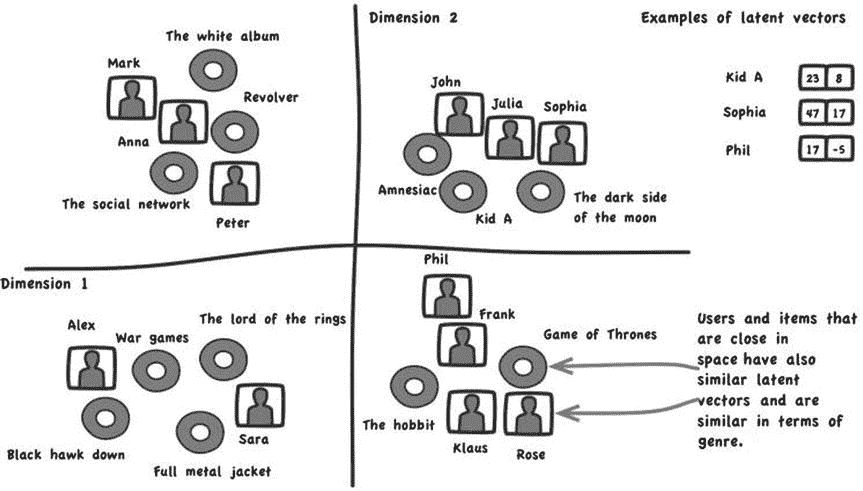 Dimension 2
Examples of latent vectors
The white album
Mark
Revolver
Anna
The social network
Peter
John
Julia
Sophia
Amnesiac
Kid A
The dark side
of the moon
Kid A 23 8
Sophia 47 17
Phil 17 -5
Dimension 1
Alex
War games
The lord of the rings
Black hawk down
Full metal jacket
Sara
Phil
Frank
Game of Thrones
The hobbit
Klaus
Rose
Users and items that
are close in
space have also
similar latent
vectors and are
similar in terms of
genre.